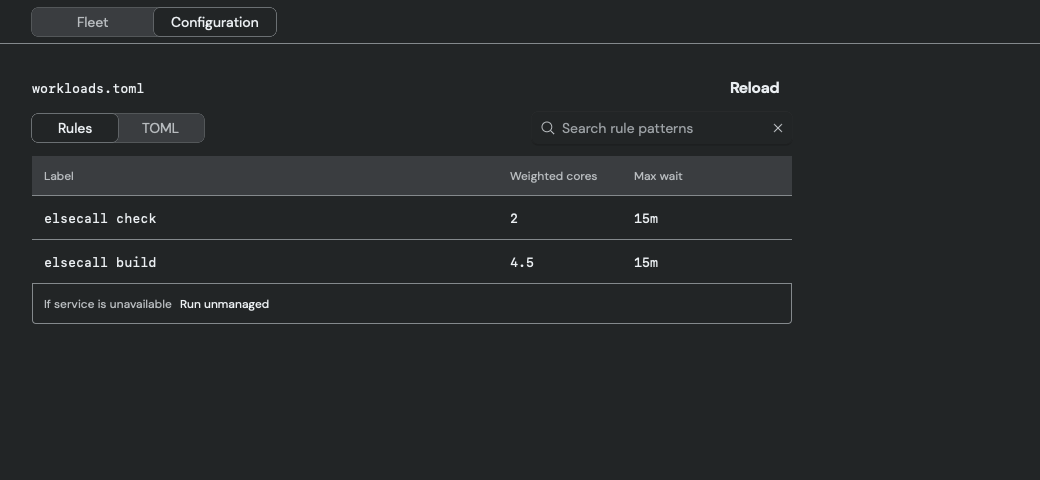 Fleet Configuration
workloads.toml Reload
Rules TOML Search rule patterns
Label Weighted cores Max wait
elsecall check 2 15m
elsecall build 4.5 15m
If service is unavailable Run unmanaged